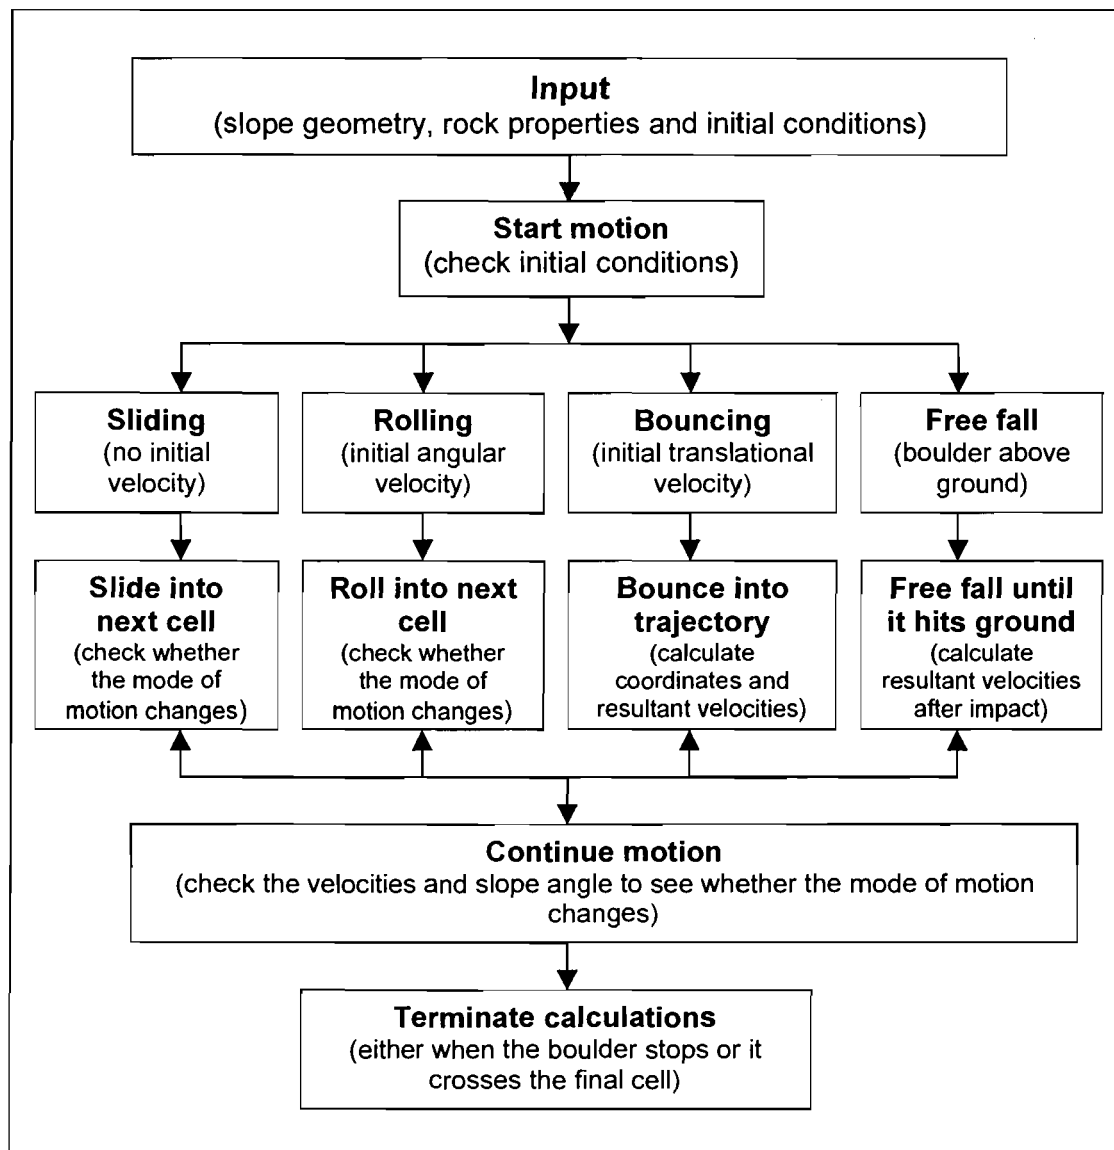 Input
(slope geometry, rock properties and initial conditions)
Start motion
(check initial conditions)
Sliding
(no initial
velocity)
Rolling
(initial angular
velocity)
Bouncing
(initial translational
velocity)
Free fall
(boulder above
ground)
Slide into
next cell
(check whether
the mode of
motion changes)
Roll into next
cell
(check whether
the mode of
motion changes)
Bounce into
trajectory
(calculate
coordinates and
resultant velocities)
Free fall until
it hits ground
(calculate
resultant velocities
after impact)
Continue motion
(check the velocities and slope angle to see whether the mode of motion
changes)
Terminate calculations
(either when the boulder stops or it
crosses the final cell)